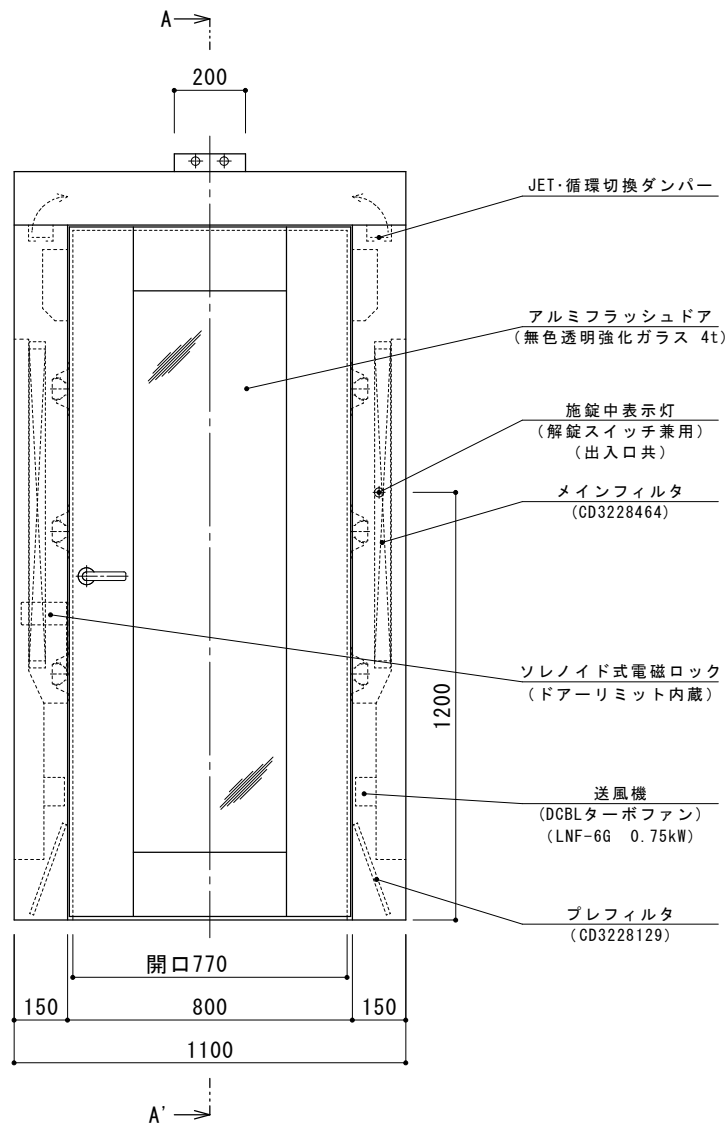 A
200
JET･循環切換ダンパー
アルミフラッシュドア
(無色透明強化ガラス 4t)
施錠中表示灯
(解錠スイッチ兼用)
(出入口共)
メインフィルタ
(CD3228464)
ソレノイド式電磁ロック
(ドアーリミット内蔵)
1200
送風機
(DCBLターボファン)
(LNF-6G 0.75kW)
プレフィルタ
(CD3228129)
開口770
150 800 150
1100
A'